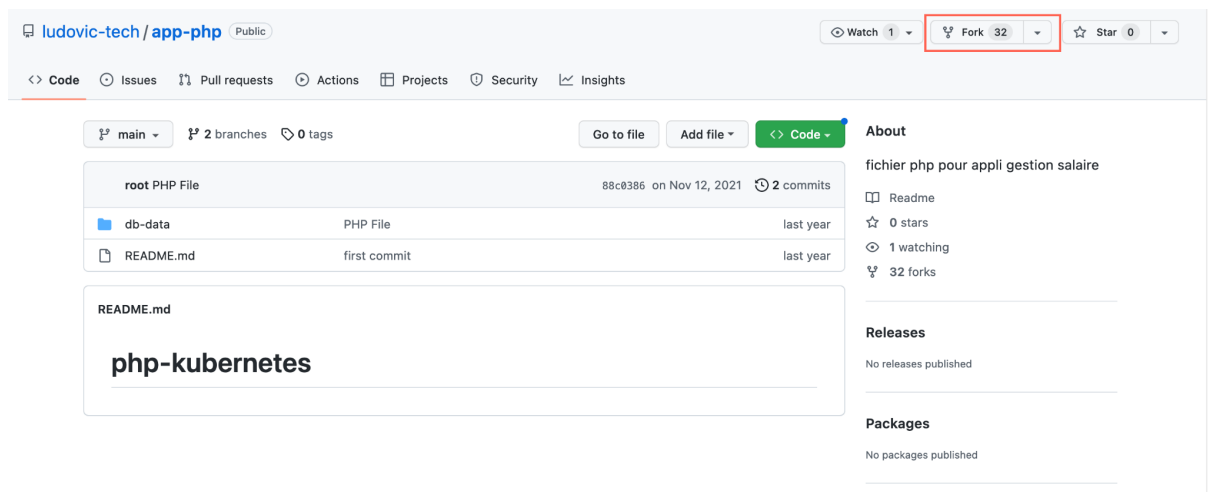 ludovic-tech / app-php Public
Watch 1
Fork 32
Star 0
Code Issues Pull requests Actions Projects Security Insights
main 2 branches 0 tags
Go to file Add file Code
root PHP File 88c0386 on Nov 12, 2021 2 commits
db-data PHP File last year
README.md first commit last year
README.md
php-kubernetes
About
fichier php pour appli gestion salaire
Readme
0 stars
1 watching
32 forks
Releases
No releases published
Packages
No packages published